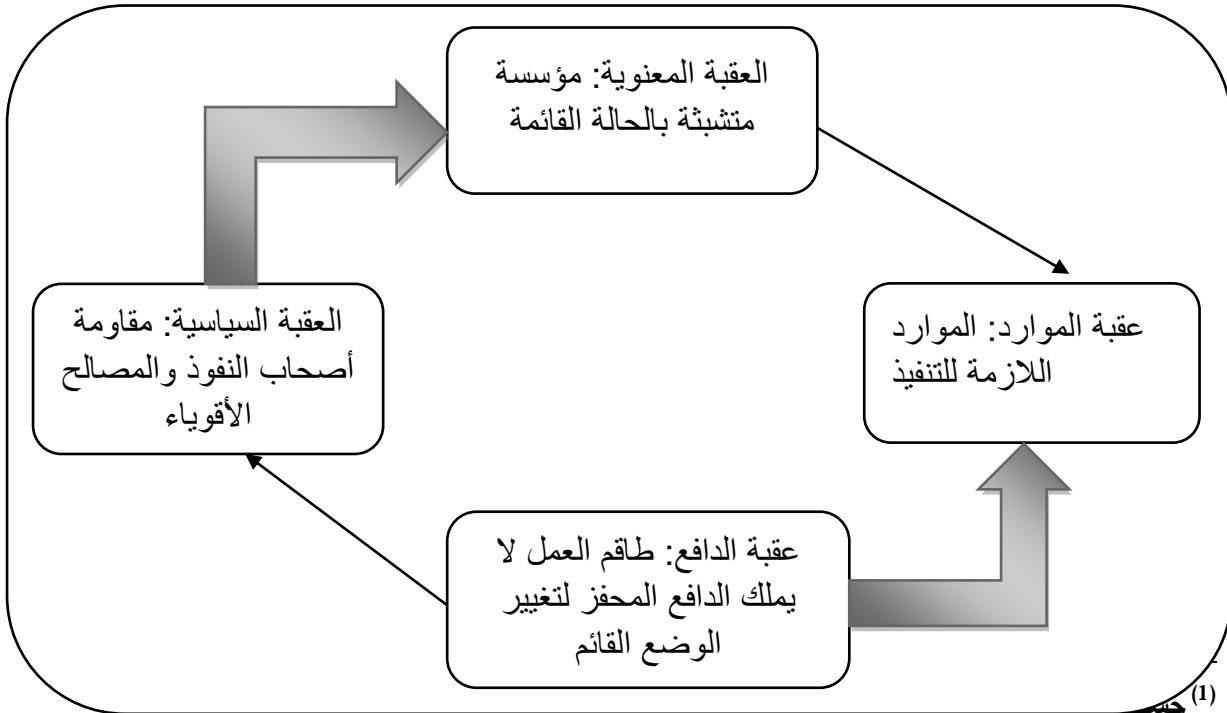 العقبة المعنوية: مؤسسة
متشبثة بالحالة القائمة
عقبة الموارد: الموارد
اللازمة للتنفيذ
العقبة السياسية: مقاومة
أصحاب النفوذ والمصالح
الأقوياء
عقبة الدافع: طاقم العمل لا
يملك الدافع المحفز لتغيير
الوضع القائم
(1)